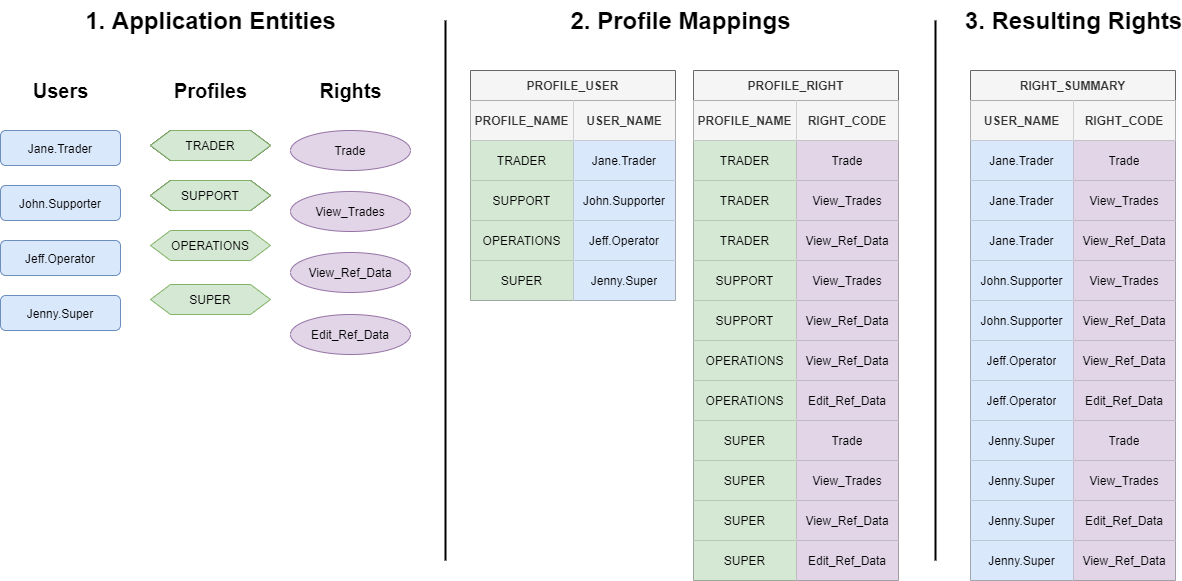 1. Application Entities
Users
Profiles
Rights
Jane.Trader
John.Supporter
Jeff.Operator
Jenny.Super
TRADER
SUPPORT
OPERATIONS
SUPER
Trade
View_Trades
View_Ref_Data
Edit_Ref_Data
2. Profile Mappings
PROFILE_USER
PROFILE_NAME USER_NAME
TRADER Jane.Trader
SUPPORT John.Supporter
OPERATIONS Jeff.Operator
SUPER Jenny.Super
PROFILE_RIGHT
PROFILE_NAME RIGHT_CODE
TRADER Trade
TRADER View_Trades
TRADER View_Ref_Data
SUPPORT View_Trades
SUPPORT View_Ref_Data
OPERATIONS View_Ref_Data
OPERATIONS Edit_Ref_Data
SUPER Trade
SUPER View_Trades
SUPER View_Ref_Data
SUPER Edit_Ref_Data
3. Resulting Rights
RIGHT_SUMMARY
USER_NAME RIGHT_CODE
Jane.Trader Trade
Jane.Trader View_Trades
Jane.Trader View_Ref_Data
John.Supporter View_Trades
John.Supporter View_Ref_Data
Jeff.Operator View_Ref_Data
Jeff.Operator Edit_Ref_Data
Jenny.Super Trade
Jenny.Super View_Trades
Jenny.Super Edit_Ref_Data
Jenny.Super View_Ref_Data